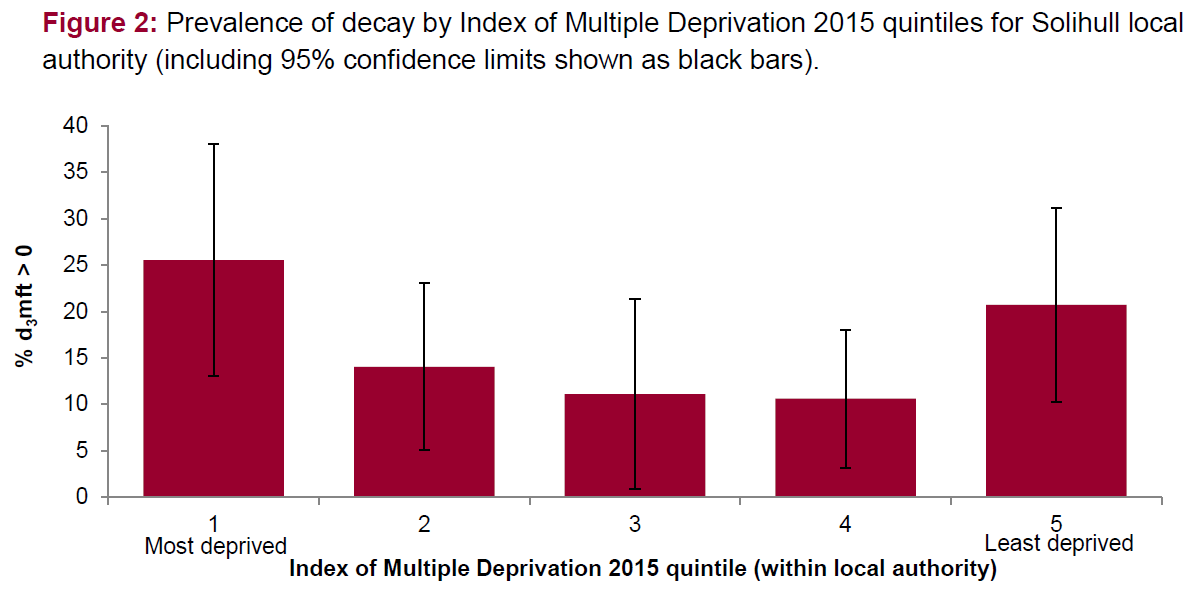 Figure 2: Prevalence of decay by Index of Multiple Deprivation 2015 quintiles for Solihull local
authority (including 95% confidence limits shown as black bars).
40
35
30
25
20
15
10
5
0
% d₃mft > 0
1
2
3
4
5
Most deprived
Least deprived
Index of Multiple Deprivation 2015 quintile (within local authority)